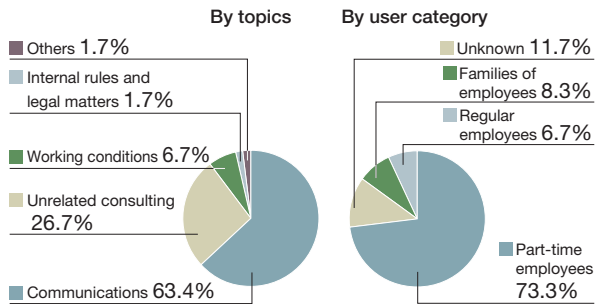 By topics
Others 1.7%
Internal rules and
legal matters 1.7%
Working conditions 6.7%
Unrelated consulting
26.7%
Communications 63.4%
By user category
Unknown 11.7%
Families of
employees 8.3%
Regular
employees 6.7%
Part-time
employees
73.3%